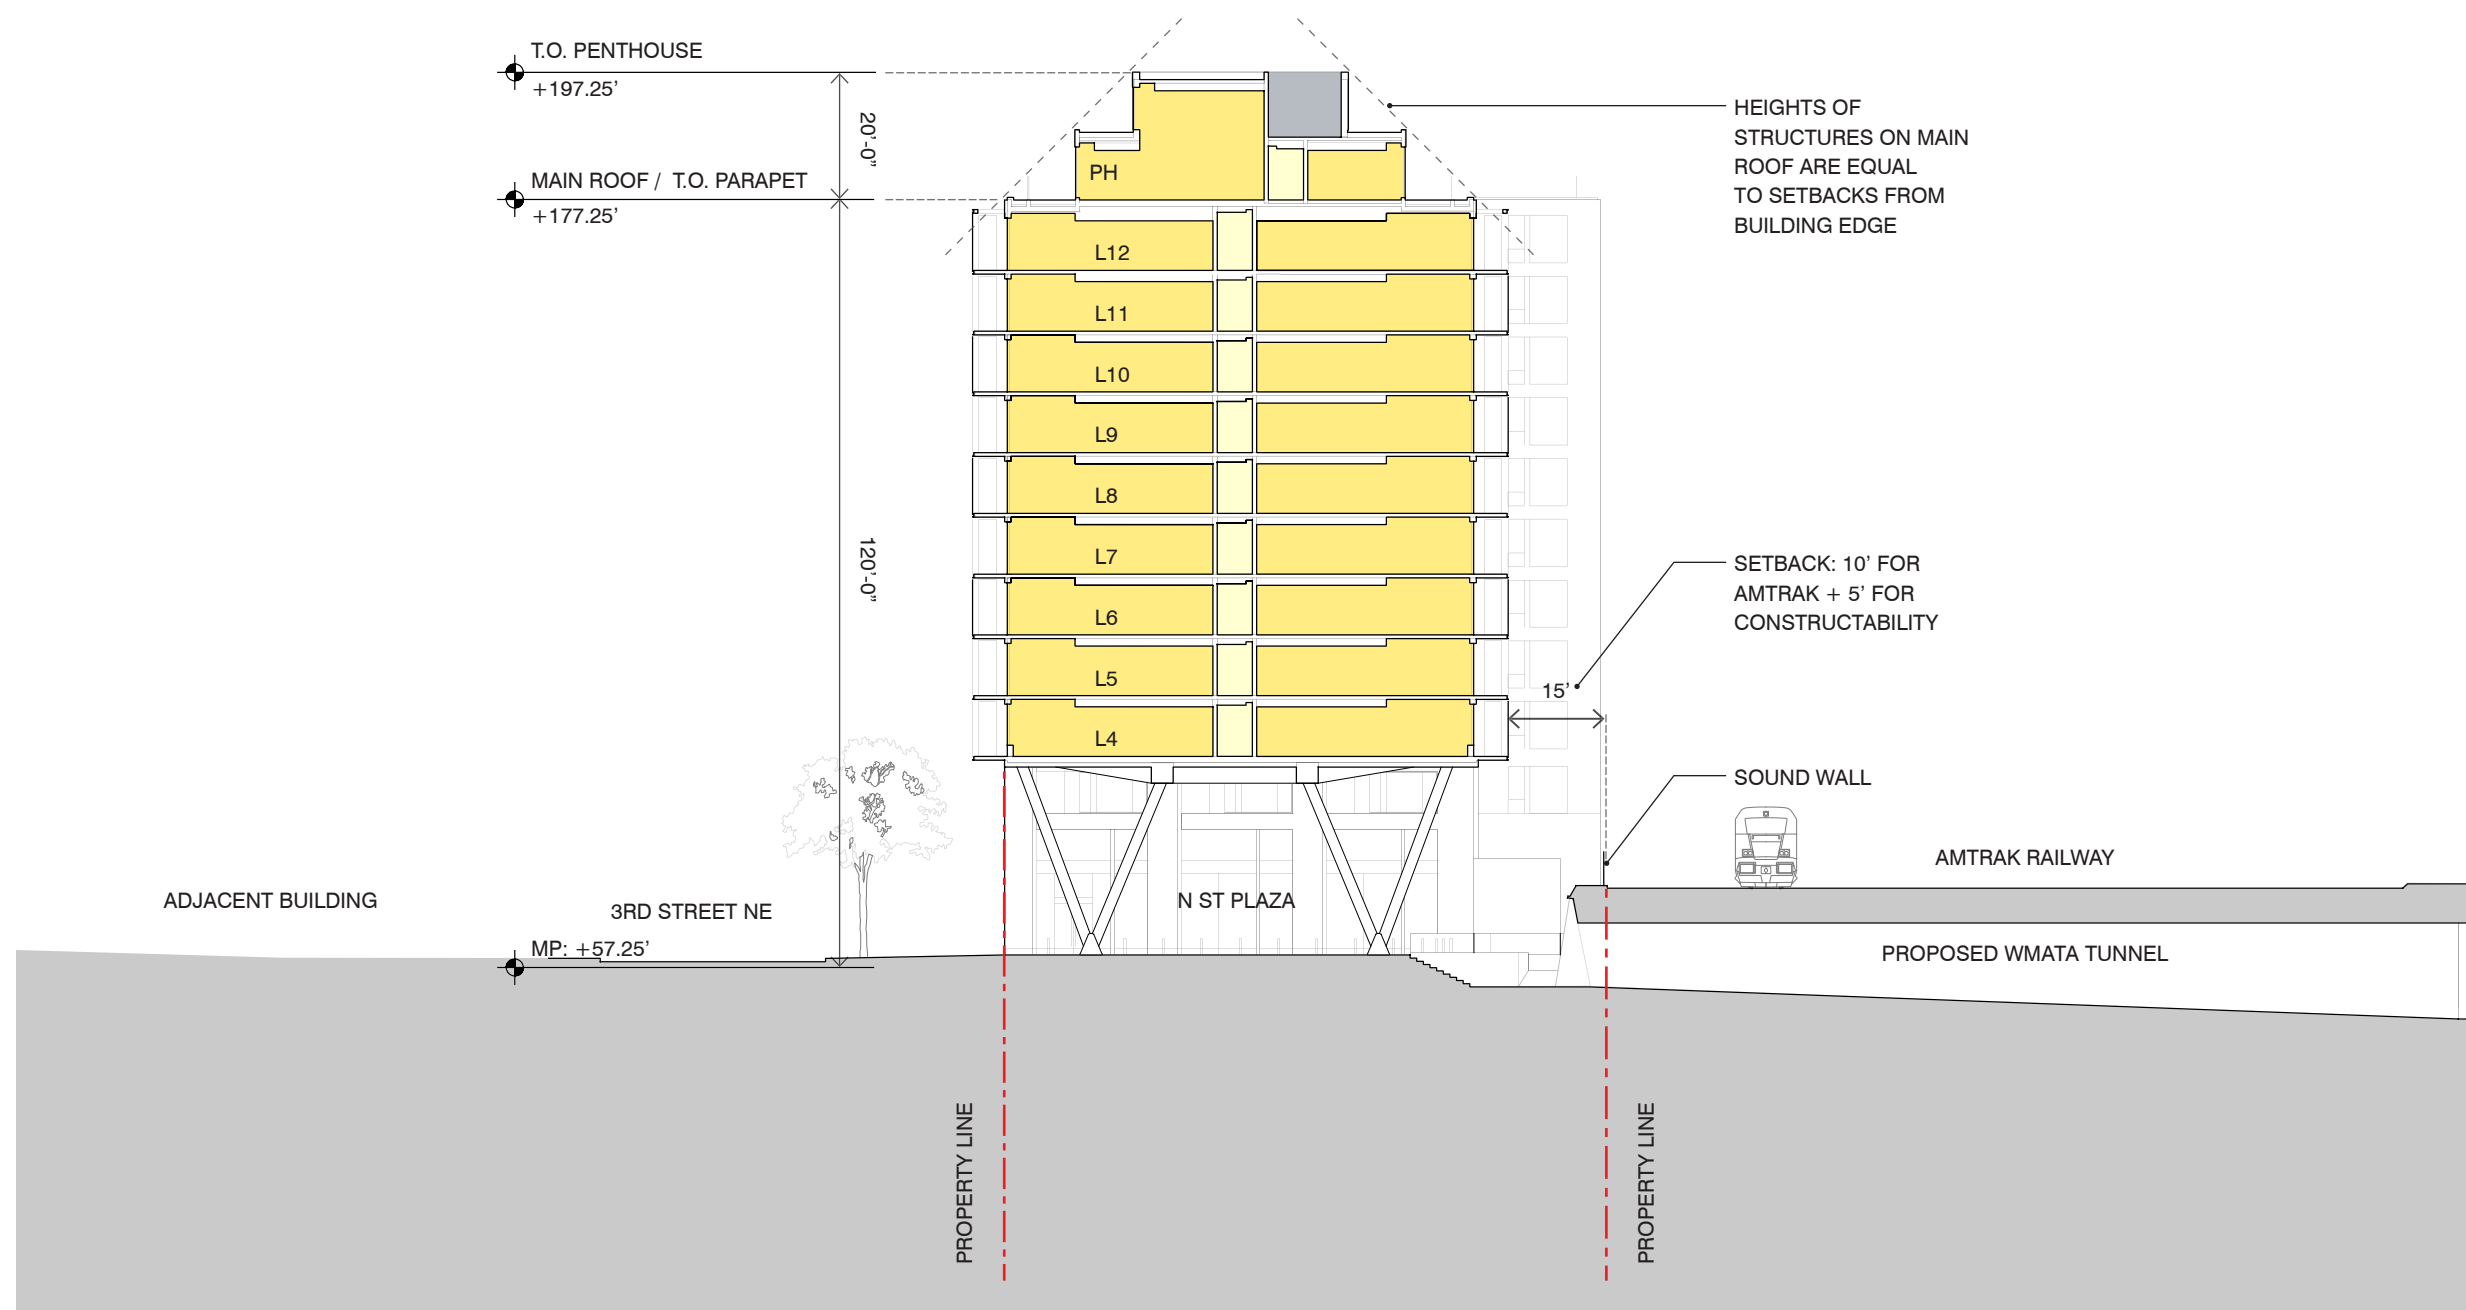 T.O. PENTHOUSE
+197.25’
20’-0”
MAIN ROOF / T.O. PARAPET
+177.25’
HEIGHTS OF
STRUCTURES ON MAIN
ROOF ARE EQUAL
TO SETBACKS FROM
BUILDING EDGE
PH
L12
L11
L10
L9
L8
L7
L6
L5
L4
120’-0”
SETBACK: 10’ FOR
AMTRAK + 5’ FOR
CONSTRUCTABILITY
15’
SOUND WALL
AMTRAK RAILWAY
ADJACENT BUILDING
3RD STREET NE
N ST PLAZA
MP: +57.25’
PROPOSED WMATA TUNNEL
PROPERTY LINE
PROPERTY LINE